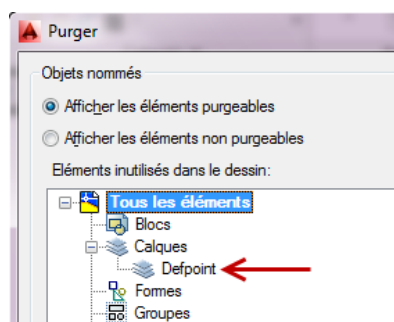 Purger
Objets nommés
Afficher les éléments purgeables
Afficher les éléments non purgeables
Eléments inutilisés dans le dessin:
Tous les éléments
Blocs
Calques
Defpoint
Formes
Groupes